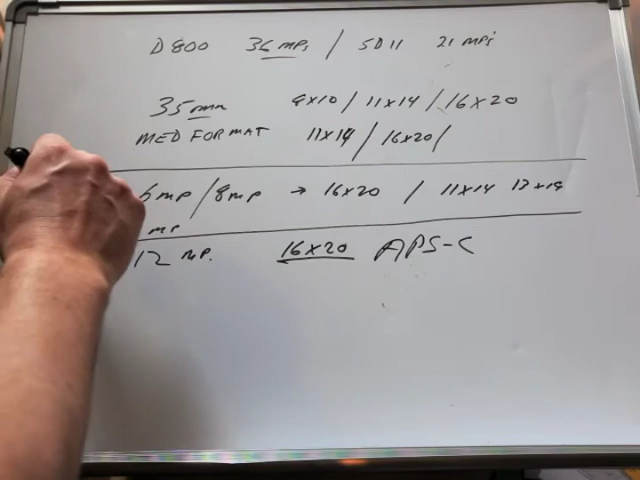 D800 36 mps / 5D II 21 mps
35mm 8x10 / 11x14 / 16x20
MED FORMAT 11x14 / 16x20 /
6mp / 8mp → 16x20 / 11x14
mp
12 mp. 16x20 APS-C